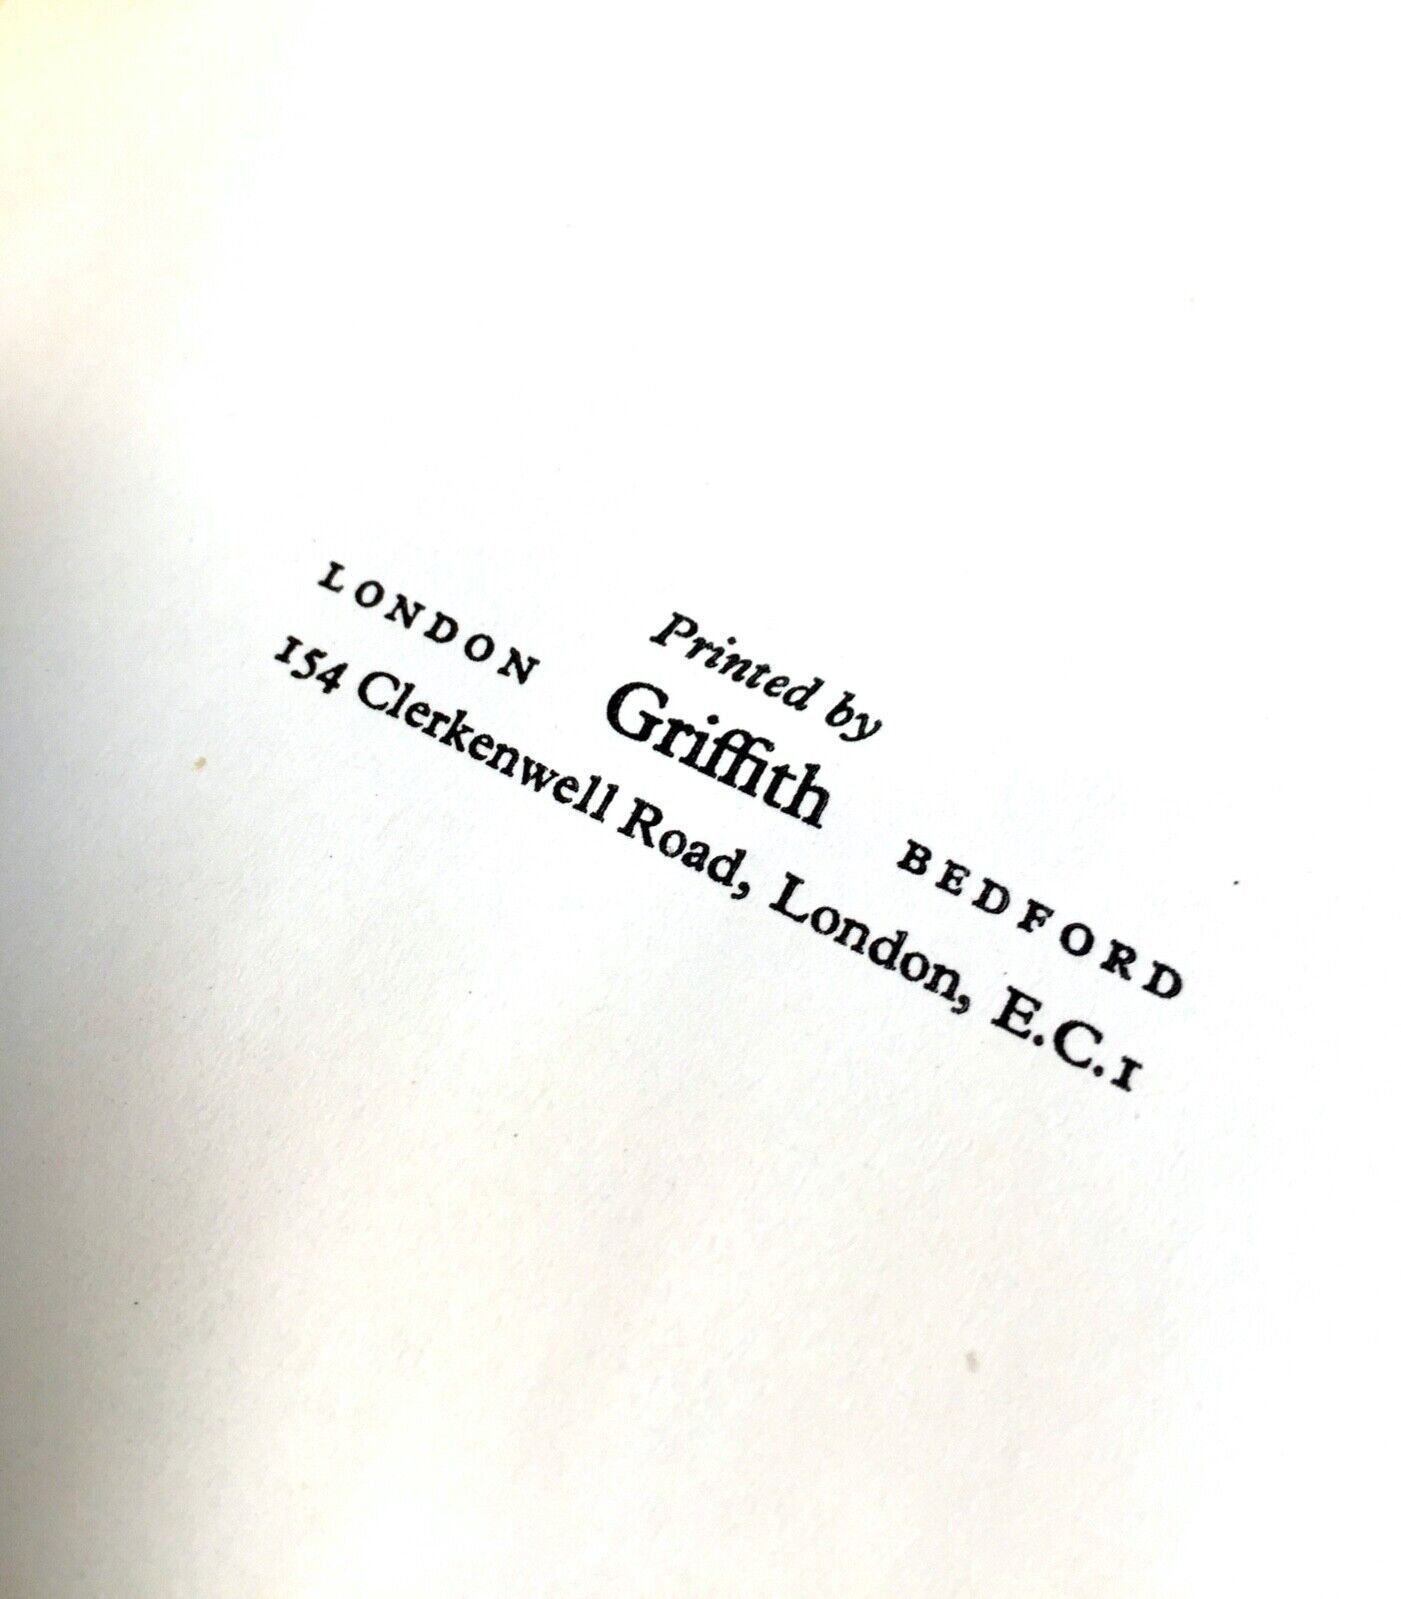 Printed by
LONDON Griffith BEDFORD
154 Clerkenwell Road, London, E.C.1